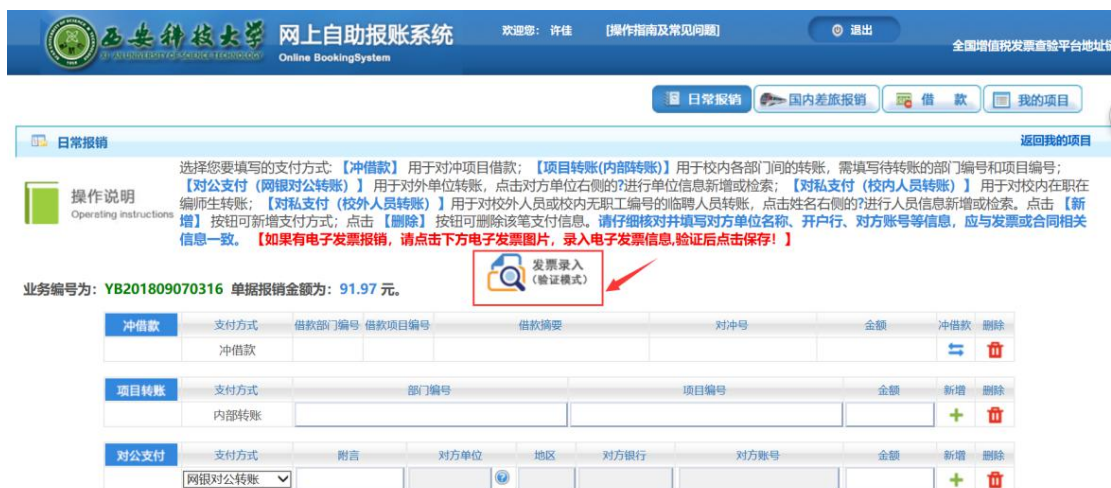 西安科技大学 网上自助报账系统 欢迎您: 许佳 [操作指南及常见问题] 退出
XI'AN UNIVERSITY OF SCIENCE AND TECHNOLOGY Online BookingSystem
全国增值税发票查验平台地址链
日常报销 国内差旅报销 借 款 我的项目
日常报销 返回我的项目
选择您要填写的支付方式:【冲借款】 用于对冲项目借款; 【项目转账(内部转账)】用于校内各部门间的转账, 需填写待转账的部门编号和项目编号;
【对公支付 (网银对公转账) 】 用于对外单位转账, 点击对方单位右侧的?进行单位信息新增或检索; 【对私支付 (校内人员转账) 】 用于对校内在职在
编师生转账; 【对私支付 (校外人员转账) 】用于对校外人员或校内无职工编号的临聘人员转账, 点击姓名右侧的?进行人员信息新增或检索。点击 【新
增】 按钮可新增支付方式; 点击 【删除】 按钮可删除该笔支付信息。请仔细核对并填写对方单位名称、开户行、对方账号等信息, 应与发票或合同相关
信息一致。 【如果有电子发票报销, 请点击下方电子发票图片, 录入电子发票信息,验证后点击保存! 】
操作说明
Operating instructions
发票录入
(验证模式)
业务编号为: YB201809070316 单据报销金额为: 91.97 元。
冲借款 支付方式 借款部门编号 借款项目编号 借款摘要 对冲号 金额 冲借款 删除
冲借款
项目转账 支付方式 部门编号 项目编号 金额 新增 删除
内部转账
对公支付 支付方式 附言 对方单位 地区 对方银行 对方账号 金额 新增 删除
网银对公转账